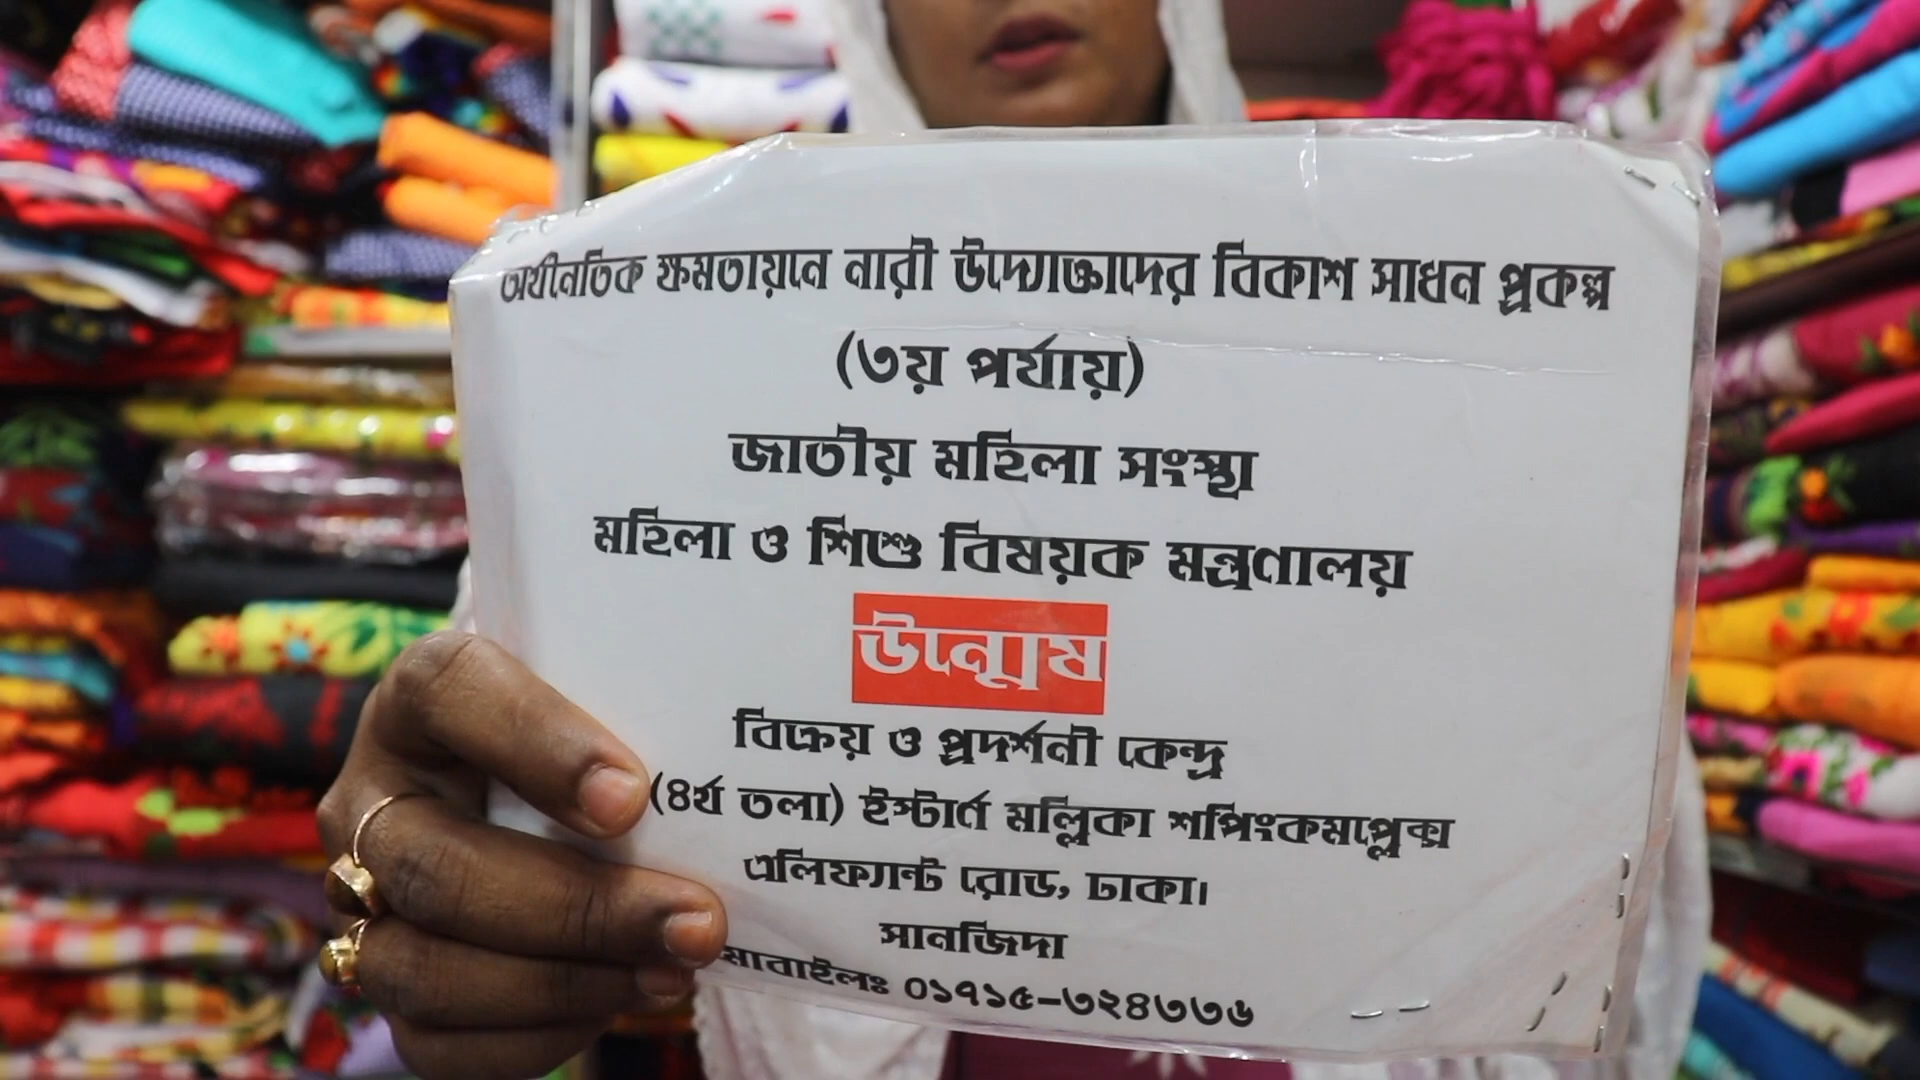 অর্থনৈতিক ক্ষমতায়নে নারী উদ্যোক্তাদের বিকাশ সাধন প্রকল্প
(৩য় পর্যায়)
জাতীয় মহিলা সংস্থা
মহিলা ও শিশু বিষয়ক মন্ত্রণালয়
উন্মেষ
বিক্রয় ও প্রদর্শনী কেন্দ্র
(৪র্থ তলা) ইস্টার্ণ মল্লিকা শপিংকমপ্লেক্স
এলিফ্যান্ট রোড, ঢাকা।
সানজিদা
মোবাইলঃ ০১৭১৫-৩২৪৩৩৬